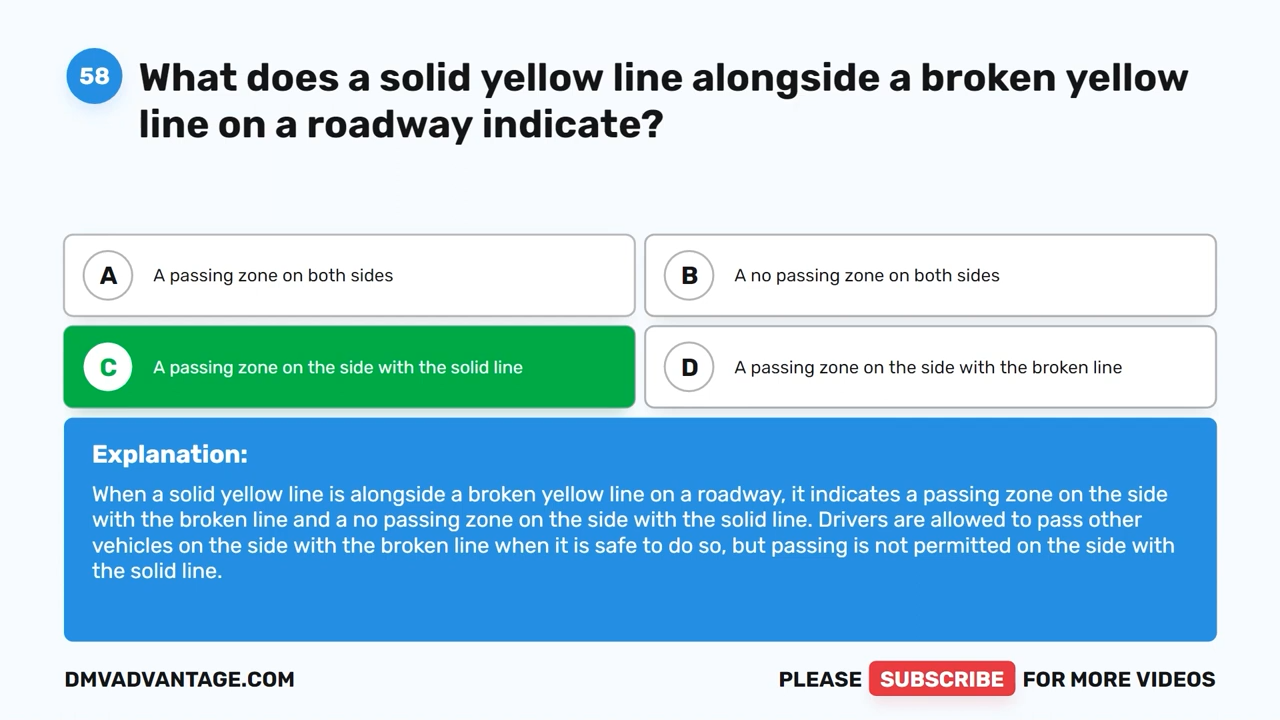 58
What does a solid yellow line alongside a broken yellow
line on a roadway indicate?
A
A passing zone on both sides
B
A no passing zone on both sides
C
A passing zone on the side with the solid line
D
A passing zone on the side with the broken line
Explanation:
When a solid yellow line is alongside a broken yellow line on a roadway, it indicates a passing zone on the side
with the broken line and a no passing zone on the side with the solid line. Drivers are allowed to pass other
vehicles on the side with the broken line when it is safe to do so, but passing is not permitted on the side with
the solid line.
DMVADVANTAGE.COM
PLEASE SUBSCRIBE FOR MORE VIDEOS